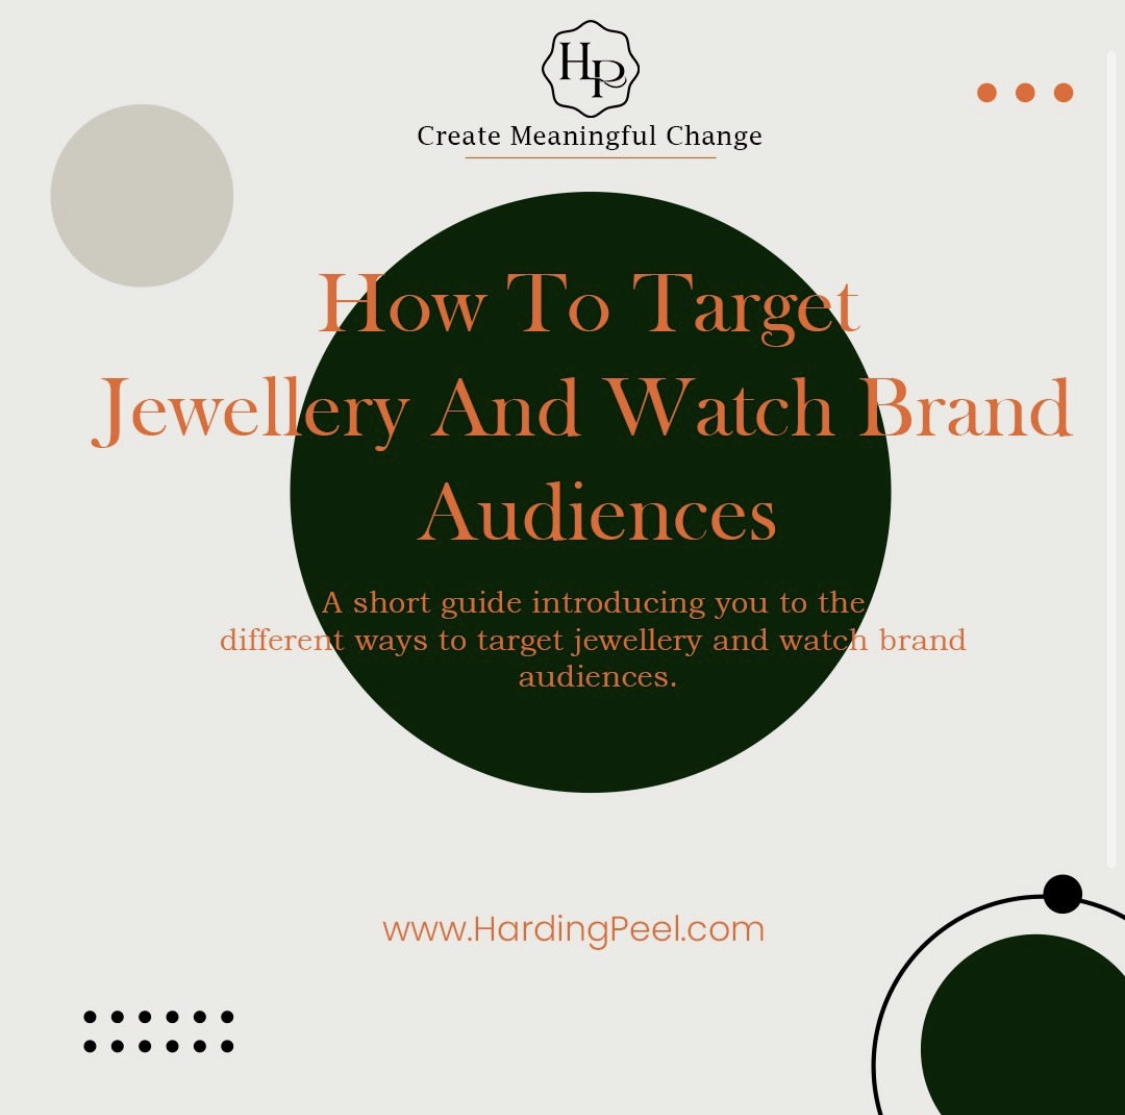 HP
Create Meaningful Change
How To Target
Jewellery And Watch Brand
Audiences
A short guide introducing you to the
different ways to target jewellery and watch brand
audiences.
www.HardingPeel.com